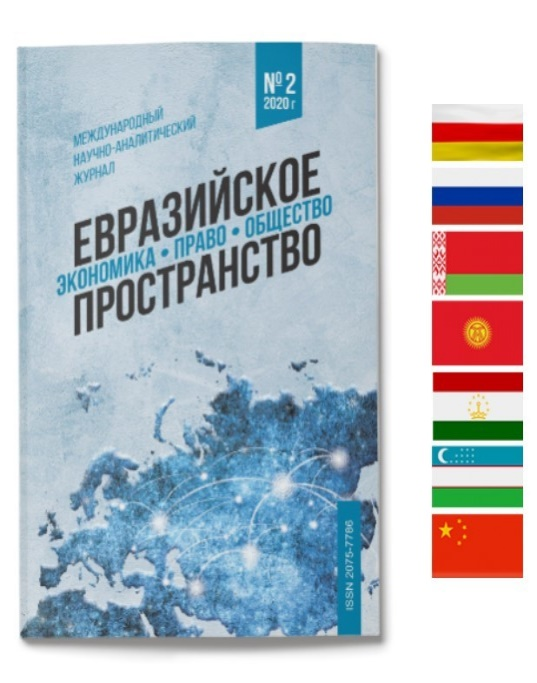 № 2
2020 г
МЕЖДУНАРОДНЫЙ
НАУЧНО-АНАЛИТИЧЕСКИЙ
ЖУРНАЛ
ЕВРАЗИЙСКОЕ
ЭКОНОМИКА • ПРАВО • ОБЩЕСТВО
ПРОСТРАНСТВО
ISSN 2075-7786